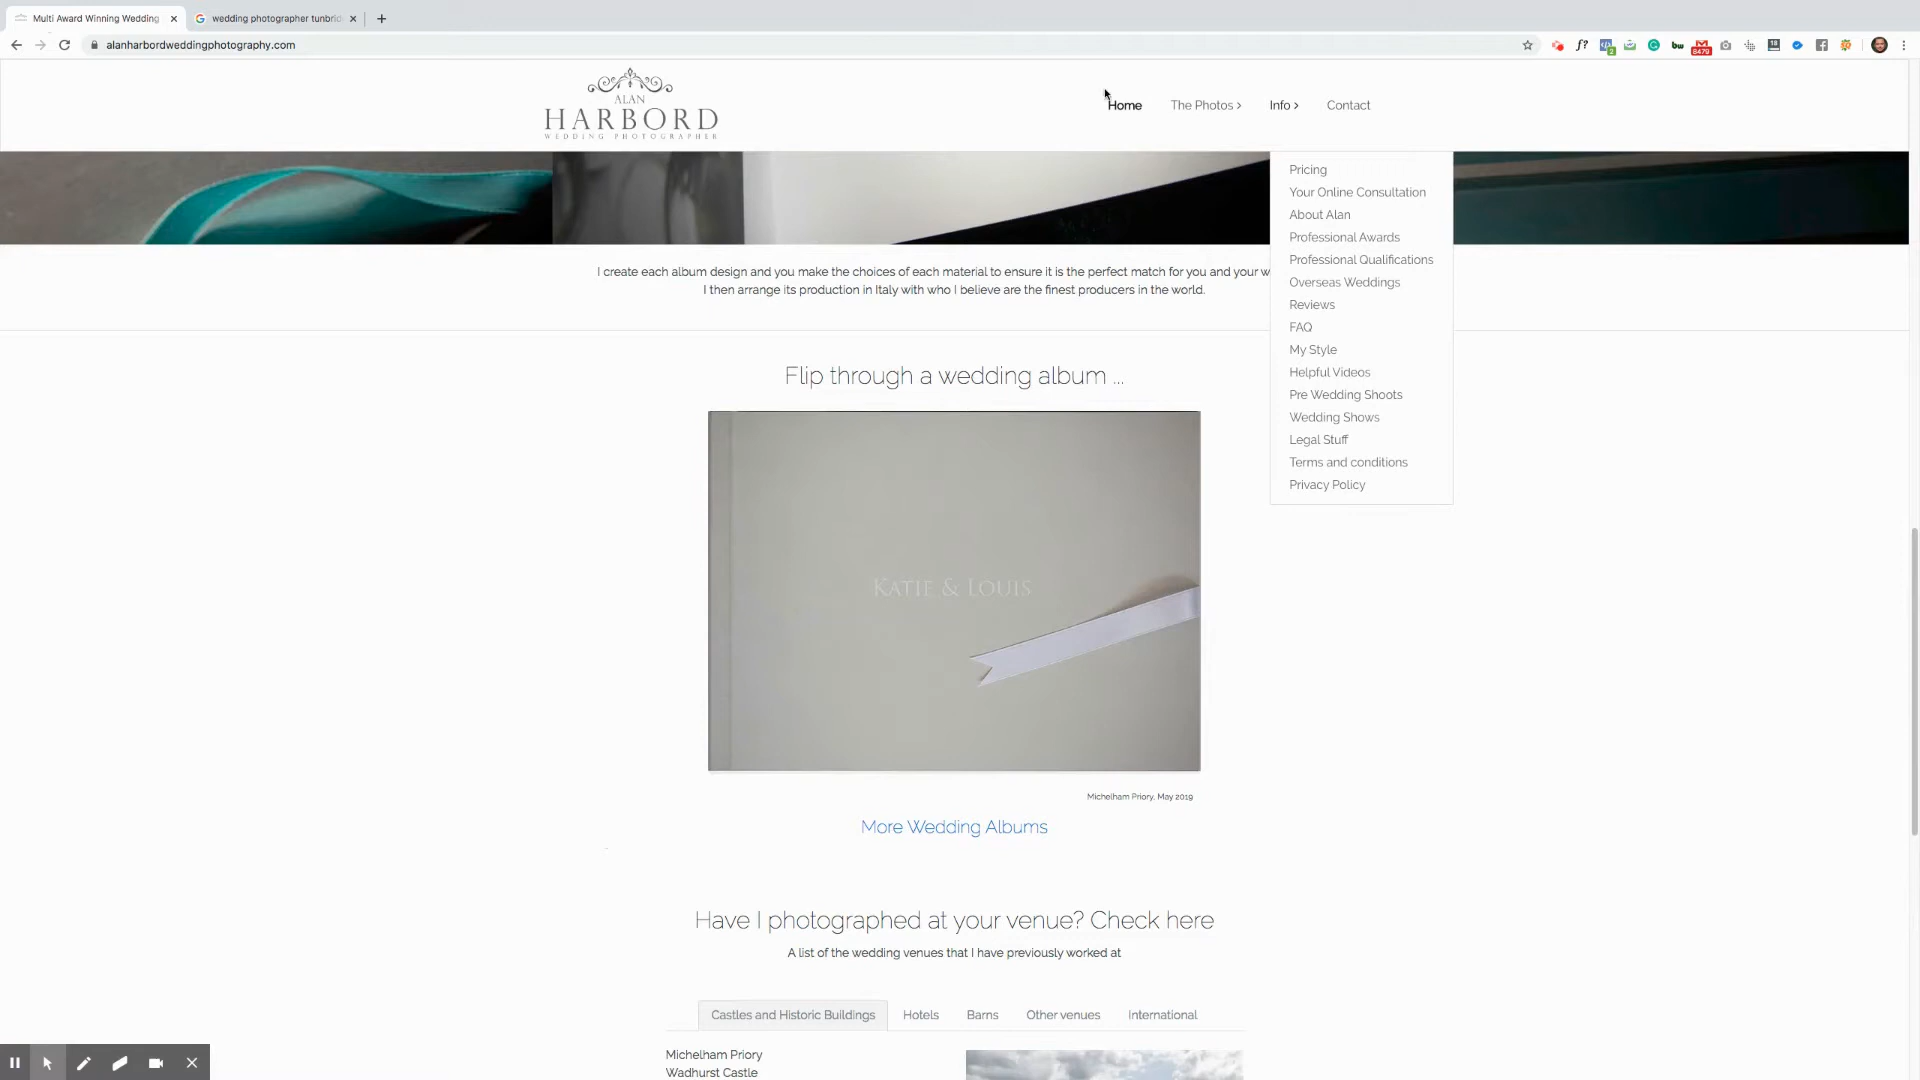 Multi Award Winning Wedding
wedding photographer tunbrid
alanharbordweddingphotography.com
f?
2
bw
8479
18
ALAN
HARBORD
WEDDING PHOTOGRAPHER
Home
The Photos
Info
Contact
Pricing
Your Online Consultation
About Alan
Professional Awards
Professional Qualifications
Overseas Weddings
Reviews
FAQ
My Style
Helpful Videos
Pre Wedding Shoots
Wedding Shows
Legal Stuff
Terms and conditions
Privacy Policy
I create each album design and you make the choices of each material to ensure it is the perfect match for you and your w
I then arrange its production in Italy with who I believe are the finest producers in the world.
Flip through a wedding album ...
KATIE & LOUIS
Michelham Priory, May 2019
More Wedding Albums
Have I photographed at your venue? Check here
A list of the wedding venues that I have previously worked at
Castles and Historic Buildings
Hotels
Barns
Other venues
International
Michelham Priory
Wadhurst Castle